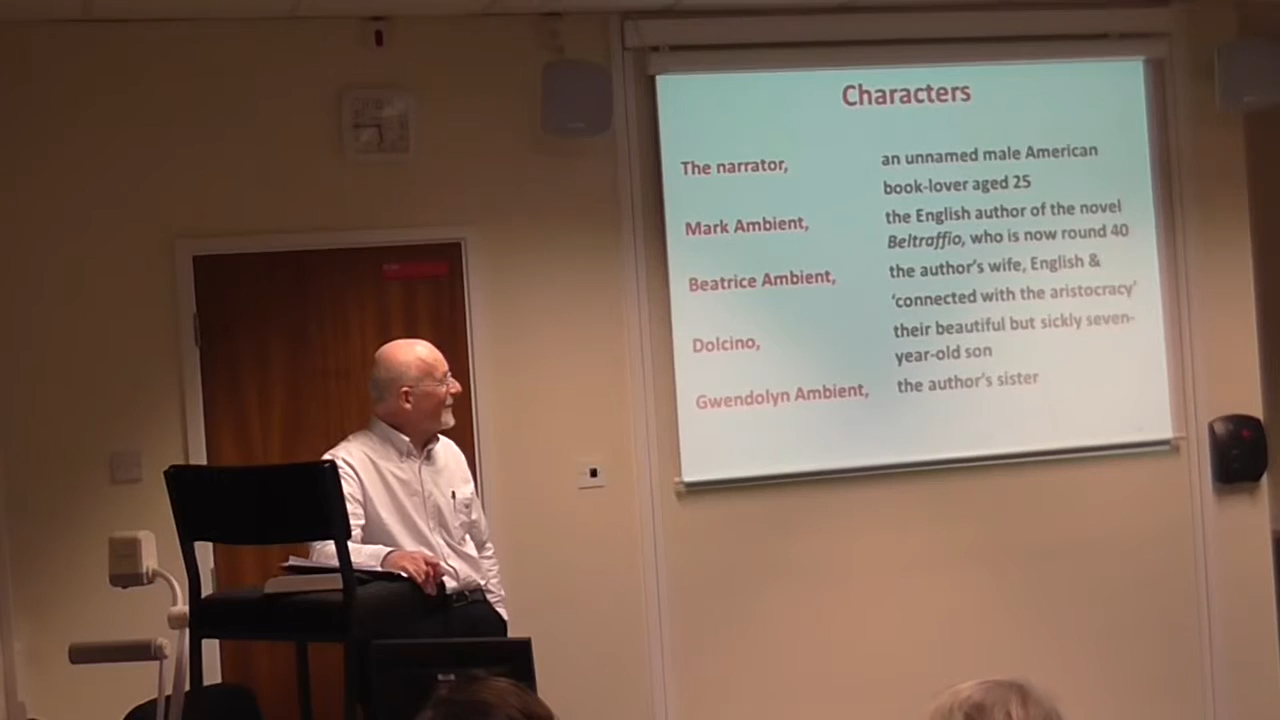 Characters
The narrator, an unnamed male American
book-lover aged 25
Mark Ambient, the English author of the novel
Beltraffio, who is now round 40
Beatrice Ambient, the author's wife, English &
'connected with the aristocracy'
Dolcino, their beautiful but sickly seven-
year-old son
Gwendolyn Ambient, the author's sister